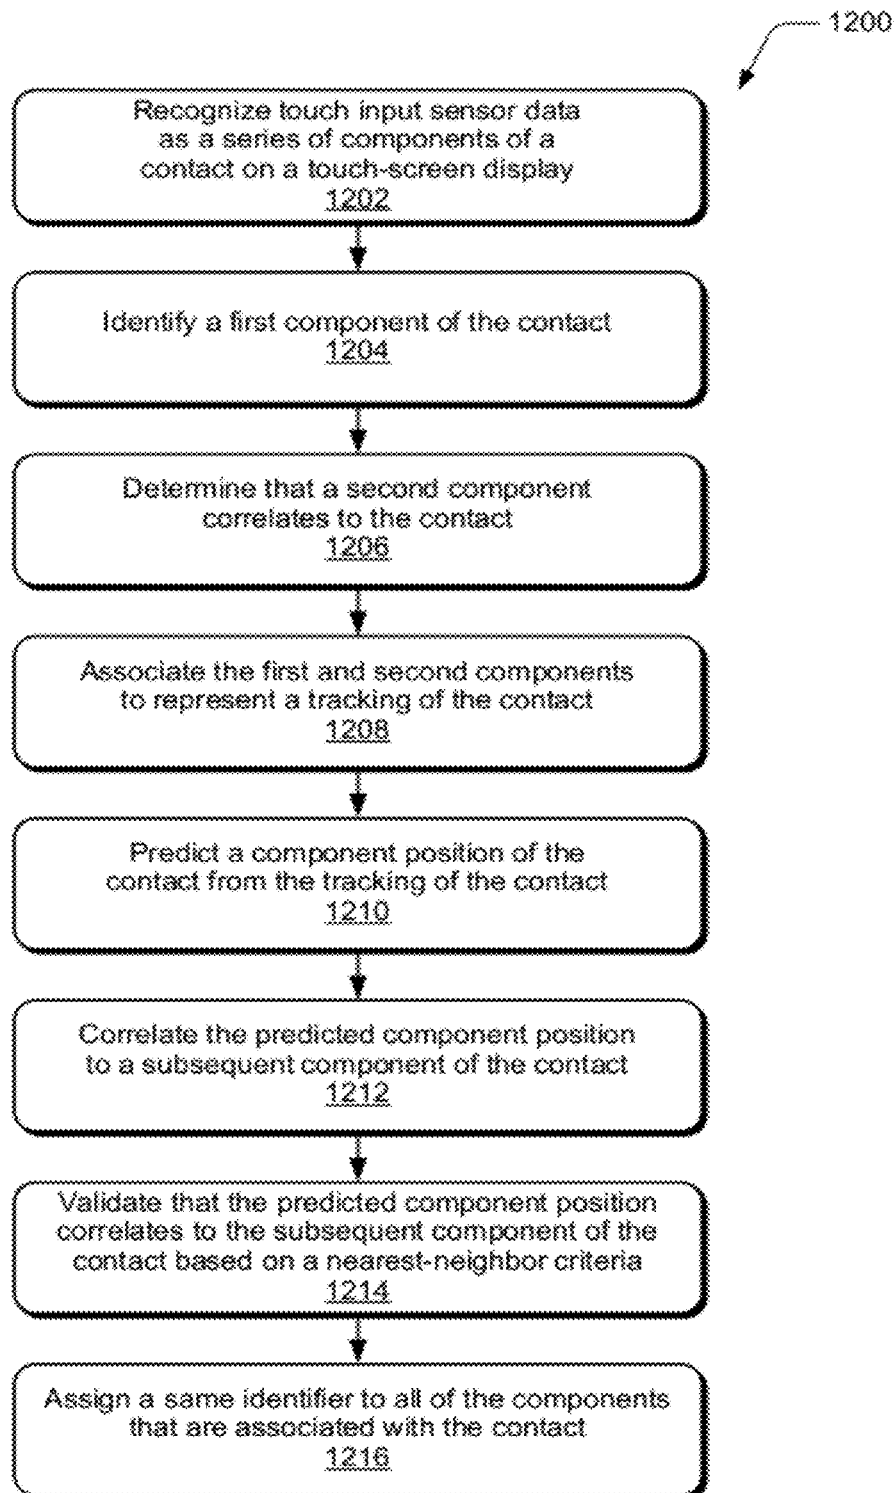 1200
Recognize touch input sensor data
as a series of components of a
contact on a touch-screen display
1202
Identify a first component of the contact
1204
Determine that a second component
correlates to the contact
1206
Associate the first and second components
to represent a tracking of the contact
1208
Predict a component position of the
contact from the tracking of the contact
1210
Correlate the predicted component position
to a subsequent component of the contact
1212
Validate that the predicted component position
correlates to the subsequent component of the
contact based on a nearest-neighbor criteria
1214
Assign a same identifier to all of the components
that are associated with the contact
1216